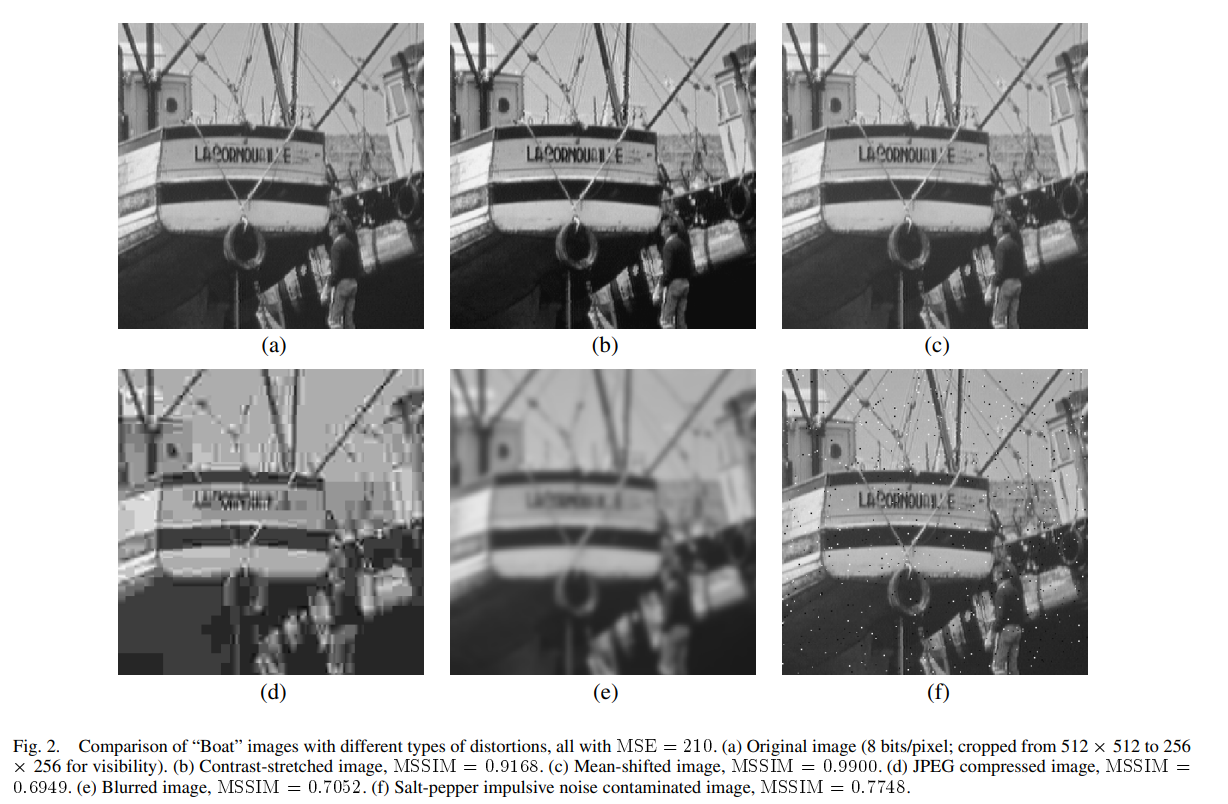 LACORNOUAILLE
LACORNOUAILLE
LACORNOUAILLE
(a)
(b)
(c)
LACORNOUAILLE
(d)
(e)
(f)
Fig. 2. Comparison of “Boat” images with different types of distortions, all with MSE = 210. (a) Original image (8 bits/pixel; cropped from 512 × 512 to 256
× 256 for visibility). (b) Contrast-stretched image, MSSIM = 0.9168. (c) Mean-shifted image, MSSIM = 0.9900. (d) JPEG compressed image, MSSIM =
0.6949. (e) Blurred image, MSSIM = 0.7052. (f) Salt-pepper impulsive noise contaminated image, MSSIM = 0.7748.